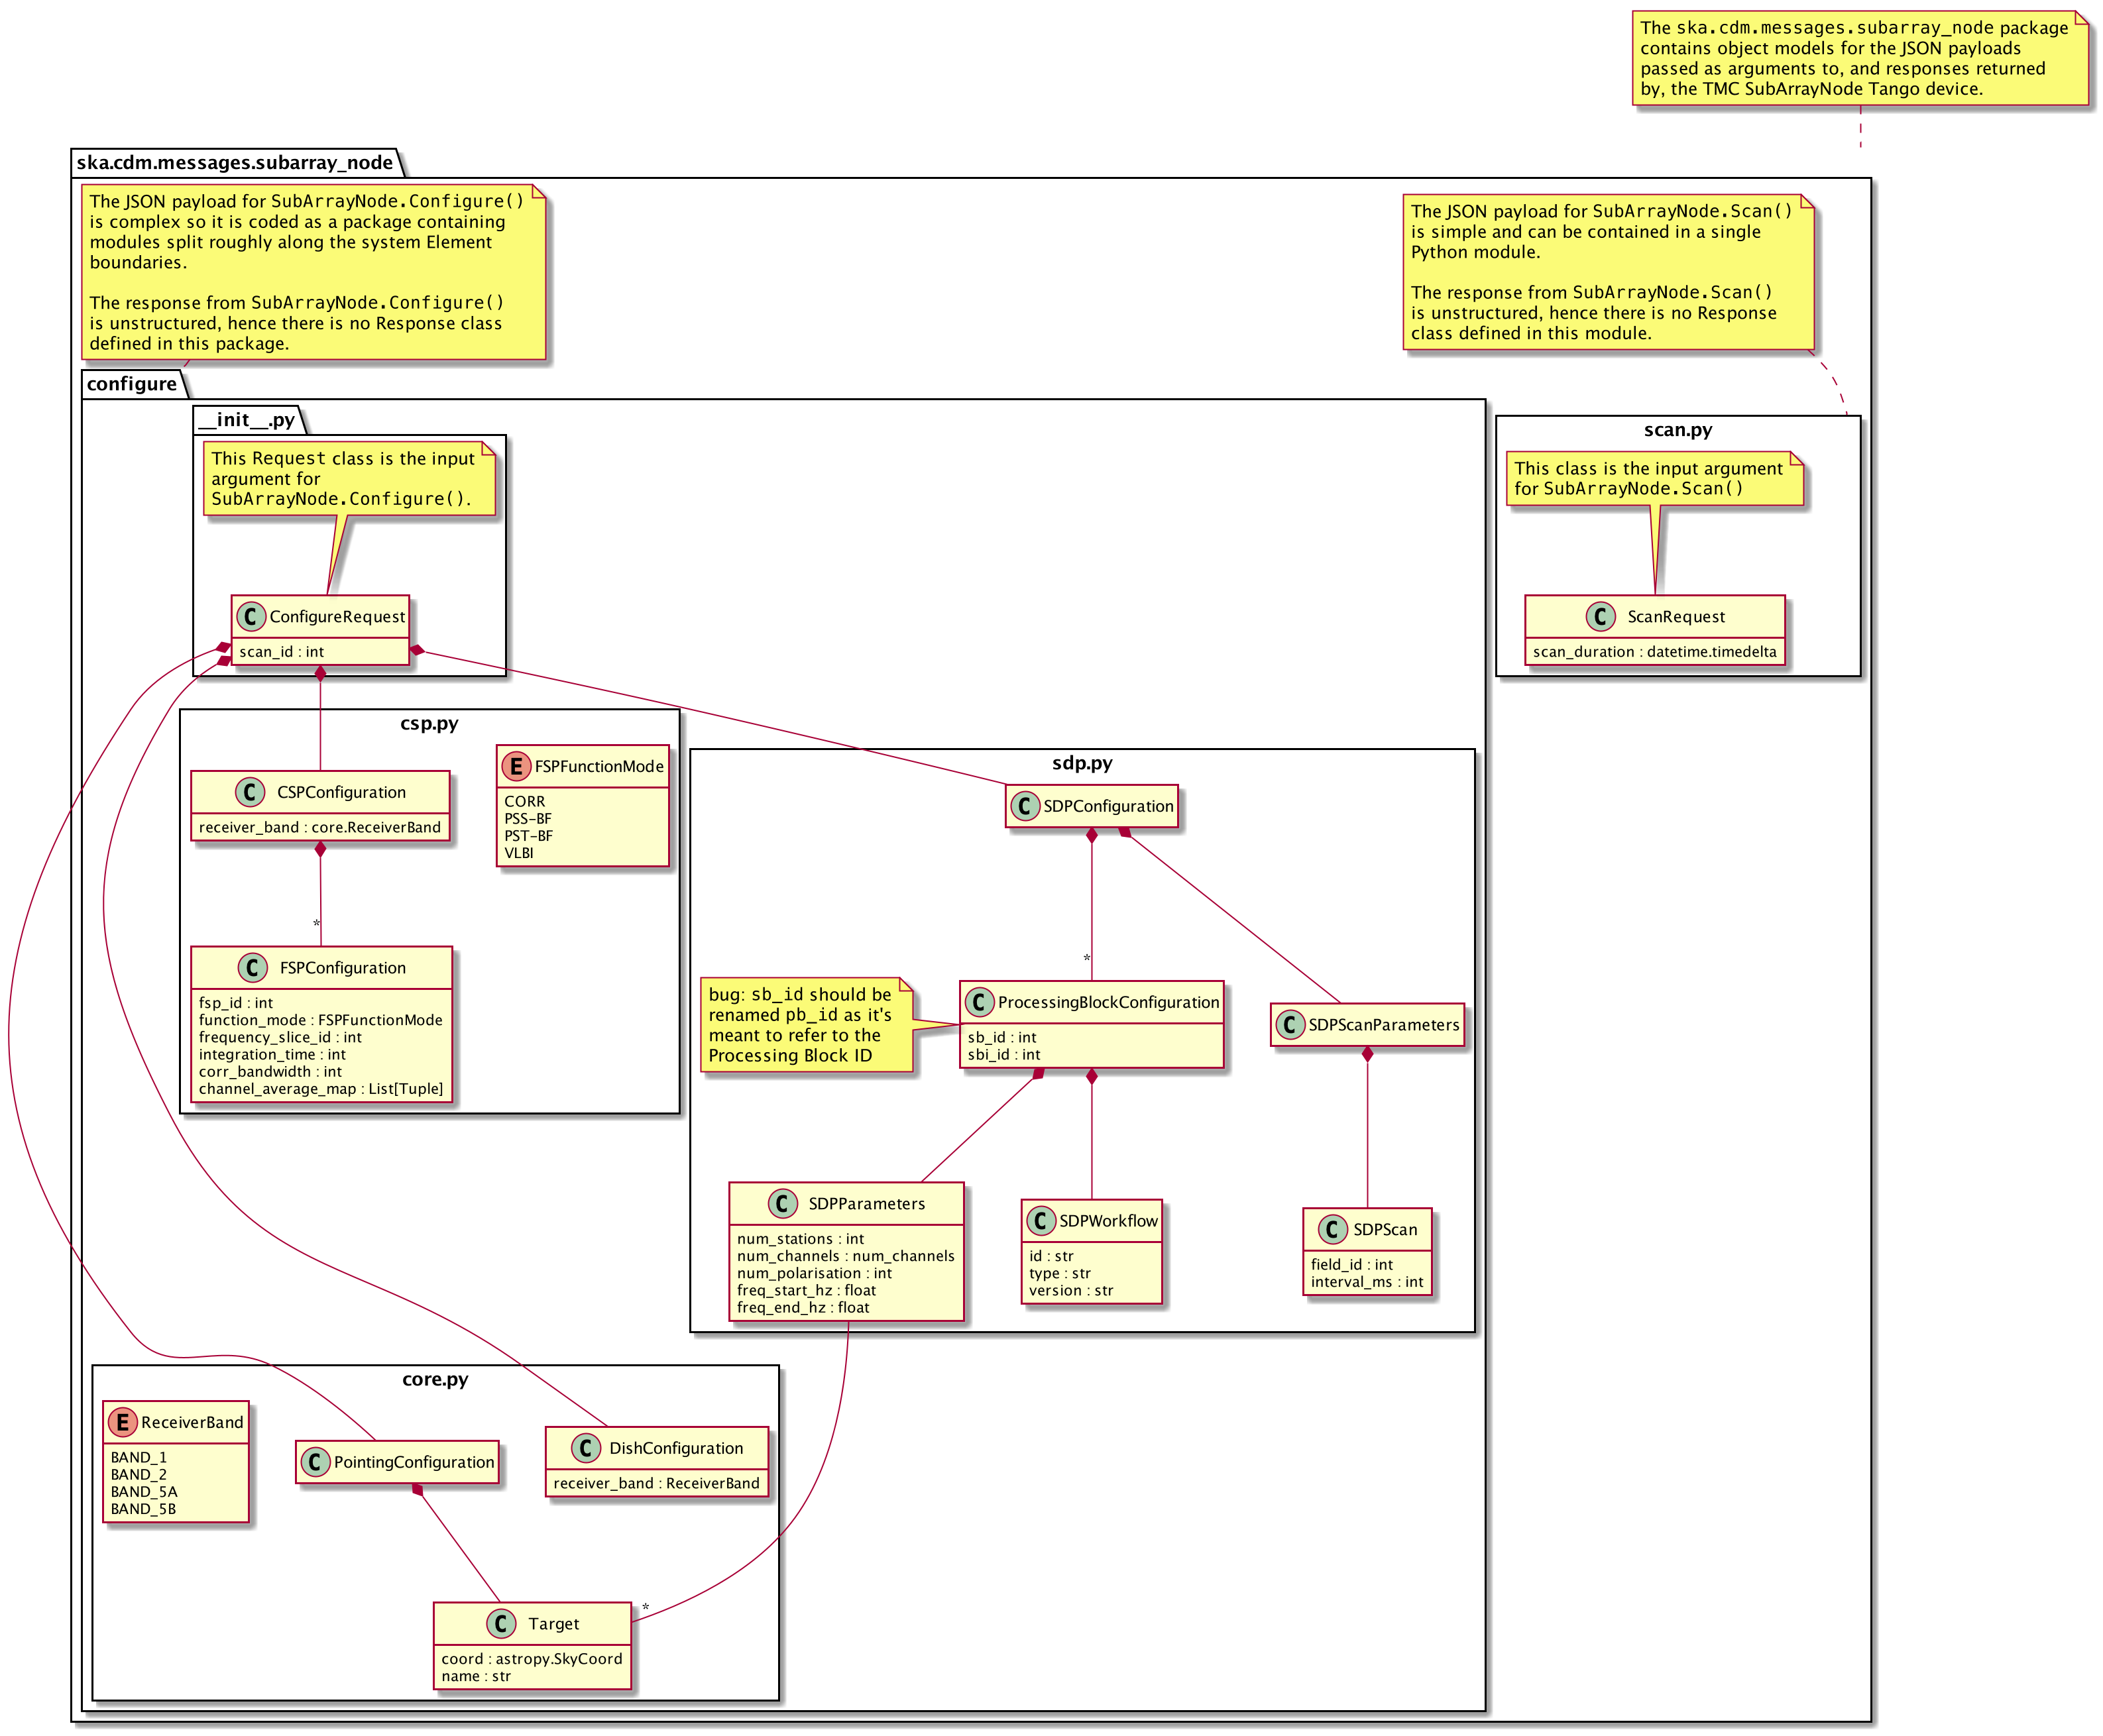 The ska.cdm.messages.subarray_node package
contains object models for the JSON payloads
passed as arguments to, and responses returned
by, the TMC SubArrayNode Tango device.
ska.cdm.messages.subarray_node
The JSON payload for SubArrayNode.Configure()
is complex so it is coded as a package containing
modules split roughly along the system Element
boundaries.
The response from SubArrayNode.Configure()
is unstructured, hence there is no Response class
defined in this package.
The JSON payload for SubArrayNode.Scan()
is simple and can be contained in a single
Python module.
The response from SubArrayNode.Scan()
is unstructured, hence there is no Response
class defined in this module.
configure
__init__.py
This Request class is the input
argument for
SubArrayNode.Configure().
C ConfigureRequest
scan_id : int
scan.py
This class is the input argument
for SubArrayNode.Scan()
C ScanRequest
scan_duration : datetime.timedelta
csp.py
C CSPConfiguration
receiver_band : core.ReceiverBand
E FSPFunctionMode
CORR
PSS-BF
PST-BF
VLBI
*
C FSPConfiguration
fsp_id : int
function_mode : FSPFunctionMode
frequency_slice_id : int
integration_time : int
corr_bandwidth : int
channel_average_map : List[Tuple]
sdp.py
C SDPConfiguration
*
bug: sb_id should be
renamed pb_id as it's
meant to refer to the
Processing Block ID
C ProcessingBlockConfiguration
sb_id : int
sbi_id : int
C SDPScanParameters
C SDPParameters
num_stations : int
num_channels : num_channels
num_polarisation : int
freq_start_hz : float
freq_end_hz : float
C SDPWorkflow
id : str
type : str
version : str
C SDPScan
field_id : int
interval_ms : int
core.py
E ReceiverBand
BAND_1
BAND_2
BAND_5A
BAND_5B
C PointingConfiguration
C DishConfiguration
receiver_band : ReceiverBand
*
C Target
coord : astropy.SkyCoord
name : str